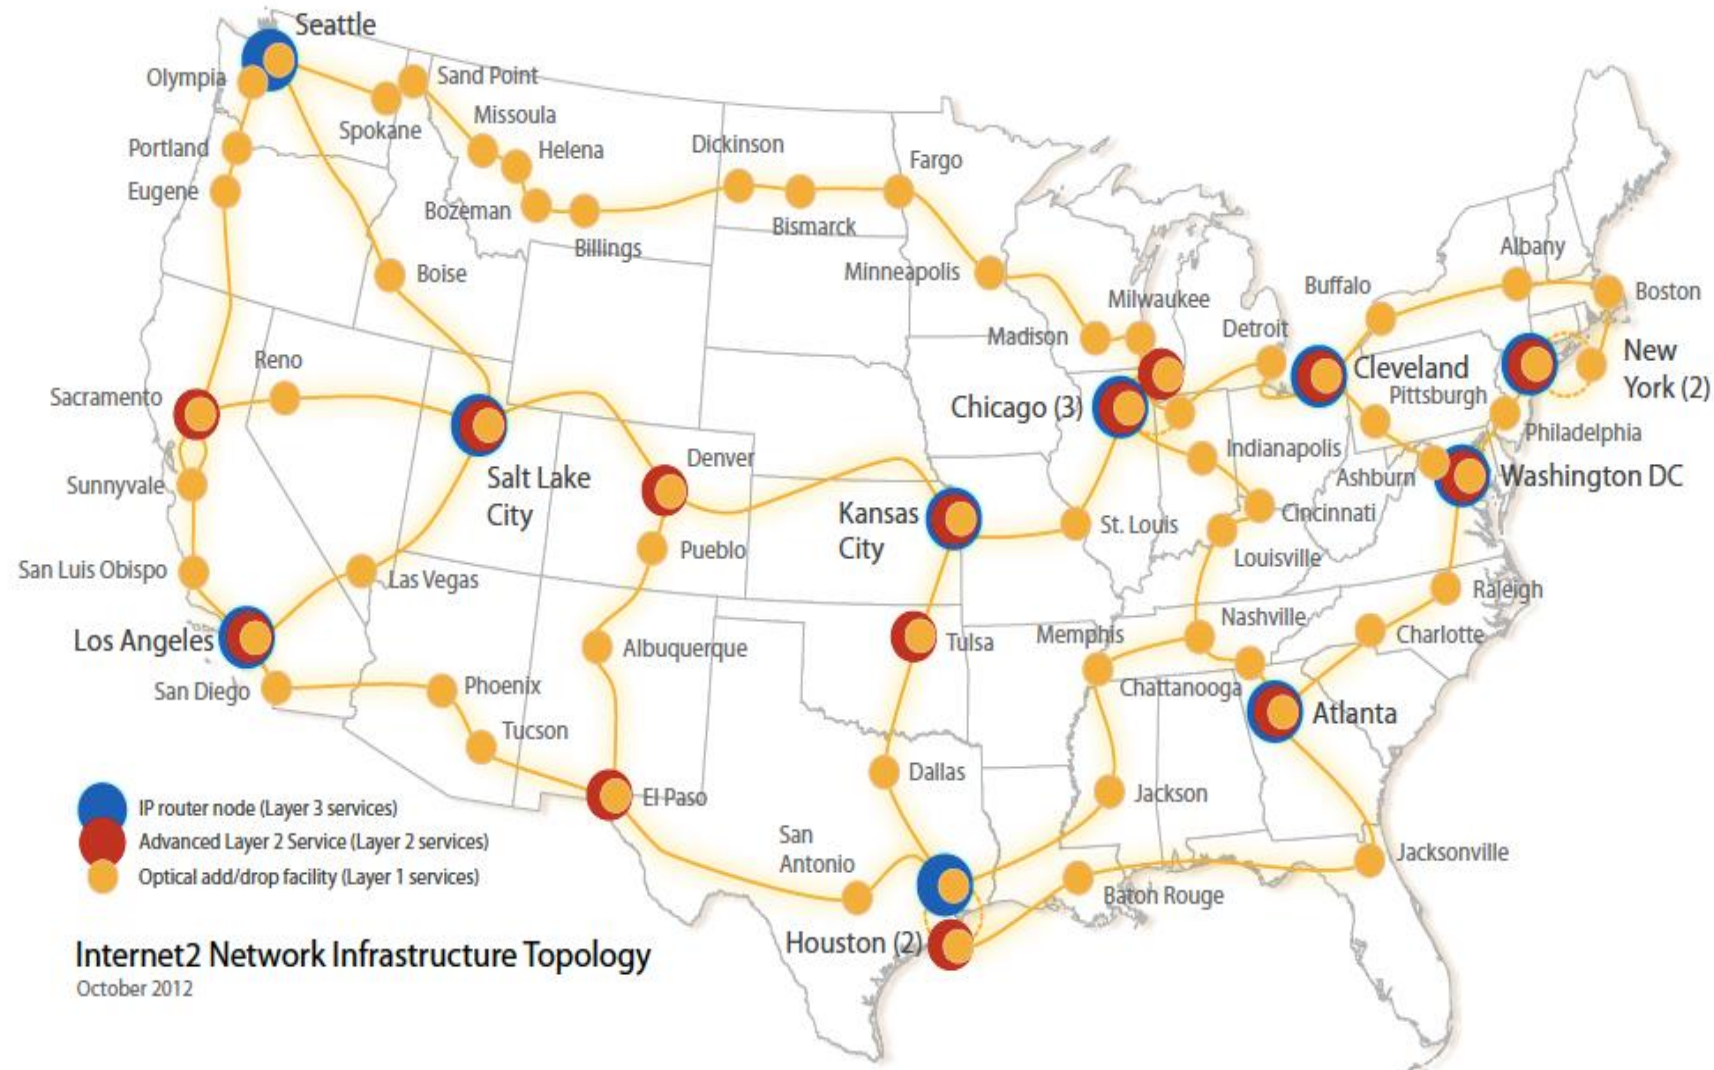 Seattle
Olympia
Sand Point
Spokane
Missoula
Portland
Helena
Dickinson
Fargo
Eugene
Bozeman
Bismarck
Billings
Albany
Boise
Minneapolis
Buffalo
Boston
Milwaukee
Madison
Detroit
Reno
New
York (2)
Cleveland
Pittsburgh
Sacramento
Chicago (3)
Philadelphia
Indianapolis
Denver
Salt Lake
City
Ashburn
Washington DC
Sunnyvale
Kansas
City
St. Louis
Cincinnati
Pueblo
Louisville
San Luis Obispo
Las Vegas
Raleigh
Nashville
Los Angeles
Albuquerque
Tulsa
Memphis
Charlotte
San Diego
Phoenix
Chattanooga
Tucson
Atlanta
Dallas
El Paso
Jackson
IP router node (Layer 3 services)
Advanced Layer 2 Service (Layer 2 services)
Optical add/drop facility (Layer 1 services)
San
Antonio
Jacksonville
Baton Rouge
Houston (2)
Internet2 Network Infrastructure Topology
October 2012